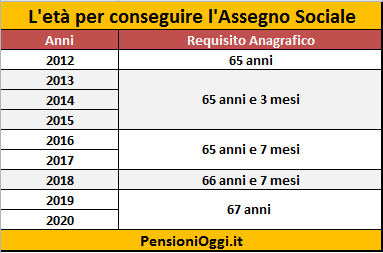 L'età per conseguire l'Assegno Sociale
Anni Requisito Anagrafico
2012 65 anni
2013
2014 65 anni e 3 mesi
2015
2016
65 anni e 7 mesi
2017
2018 66 anni e 7 mesi
2019
67 anni
2020
PensioniOggi.it